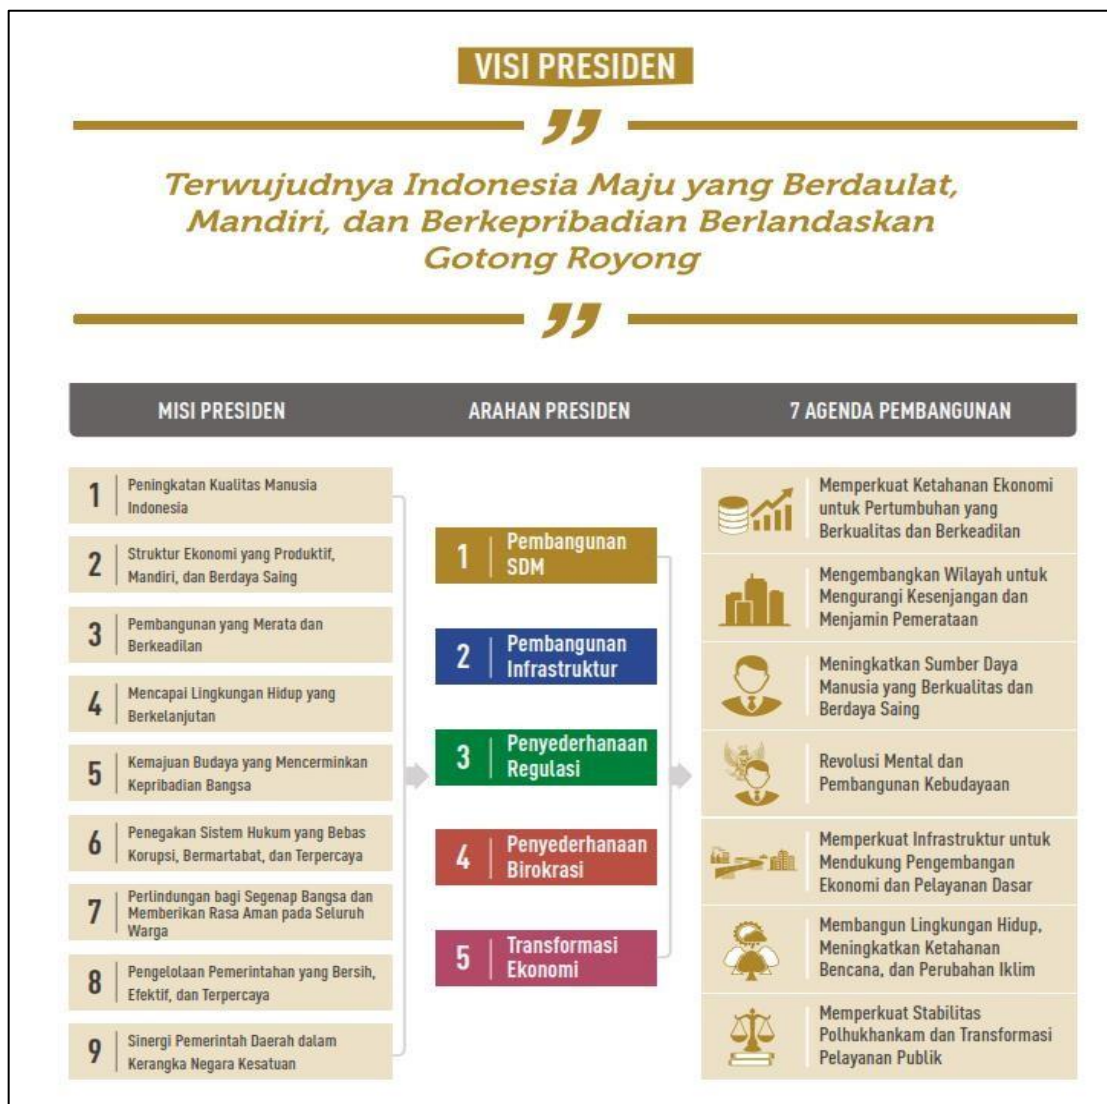 VISI PRESIDEN
Terwujudnya Indonesia Maju yang Berdaulat,
Mandiri, dan Berkepribadian Berlandaskan
Gotong Royong
MISI PRESIDEN
1
Peningkatan Kualitas Manusia
Indonesia
2
Struktur Ekonomi yang Produktif,
Mandiri, dan Berdaya Saing
3
Pembangunan yang Merata dan
Berkeadilan
4
Mencapai Lingkungan Hidup yang
Berkelanjutan
5
Kemajuan Budaya yang Mencerminkan
Kepribadian Bangsa
6
Penegakan Sistem Hukum yang Bebas
Korupsi, Bermartabat, dan Terpercaya
7
Perlindungan bagi Segenap Bangsa dan
Memberikan Rasa Aman pada Seluruh
Warga
8
Pengelolaan Pemerintahan yang Bersih,
Efektif, dan Terpercaya
9
Sinergi Pemerintah Daerah dalam
Kerangka Negara Kesatuan
ARAHAN PRESIDEN
1
Pembangunan
SDM
2
Pembangunan
Infrastruktur
3
Penyederhanaan
Regulasi
4
Penyederhanaan
Birokrasi
5
Transformasi
Ekonomi
7 AGENDA PEMBANGUNAN
Memperkuat Ketahanan Ekonomi
untuk Pertumbuhan yang
Berkualitas dan Berkeadilan
Mengembangkan Wilayah untuk
Mengurangi Kesenjangan dan
Menjamin Pemerataan
Meningkatkan Sumber Daya
Manusia yang Berkualitas dan
Berdaya Saing
Revolusi Mental dan
Pembangunan Kebudayaan
Memperkuat Infrastruktur untuk
Mendukung Pengembangan
Ekonomi dan Pelayanan Dasar
Membangun Lingkungan Hidup,
Meningkatkan Ketahanan
Bencana, dan Perubahan Iklim
Memperkuat Stabilitas
Polhukhankam dan Transformasi
Pelayanan Publik